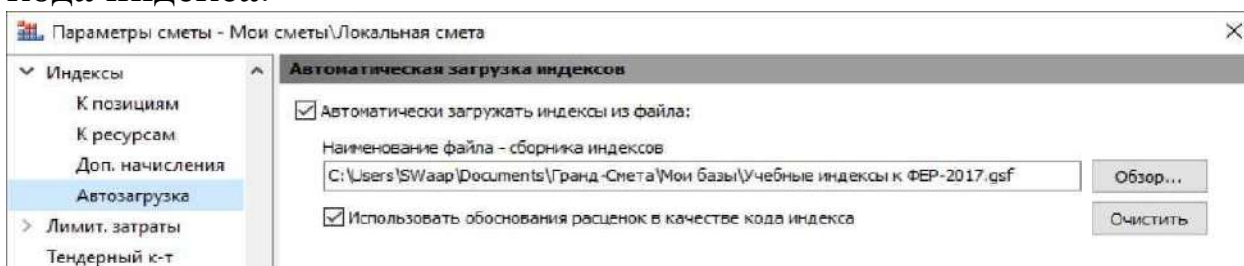 Параметры сметы - Мои сметы\Локальная смета
Индексы
К позициям
К ресурсам
Доп. начисления
Автозагрузка
Лимит. затраты
Тендерный к-т
Автоматическая загрузка индексов
Автоматически загружать индексы из файла:
Наименование файла - сборника индексов
C:\Users\SWaap\Documents\Гранд-Смета\Мои базы\Учебные индексы к ФЕР-2017.gsf
Обзор...
Использовать обоснования расценок в качестве кода индекса
Очистить